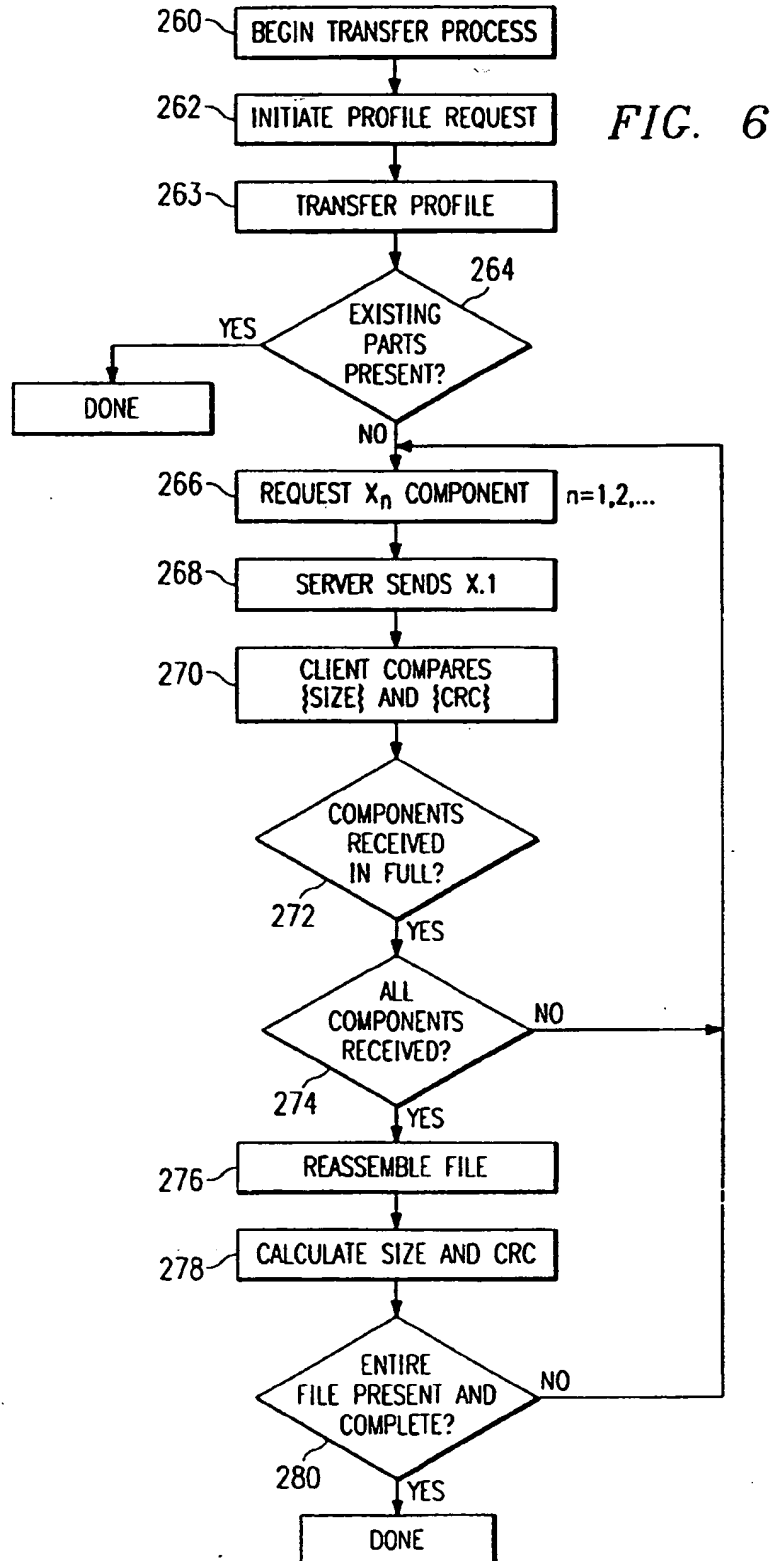 260
BEGIN TRANSFER PROCESS
262
INITIATE PROFILE REQUEST
FIG. 6
263
TRANSFER PROFILE
264
EXISTING
PARTS
PRESENT?
YES
DONE
NO
266
REQUEST Xn COMPONENT
n=1,2,...
268
SERVER SENDS X.1
270
CLIENT COMPARES
{SIZE} AND {CRC}
COMPONENTS
RECEIVED
IN FULL?
272
YES
ALL
COMPONENTS
RECEIVED?
NO
274
YES
276
REASSEMBLE FILE
278
CALCULATE SIZE AND CRC
ENTIRE
FILE PRESENT AND
COMPLETE?
NO
280
YES
DONE